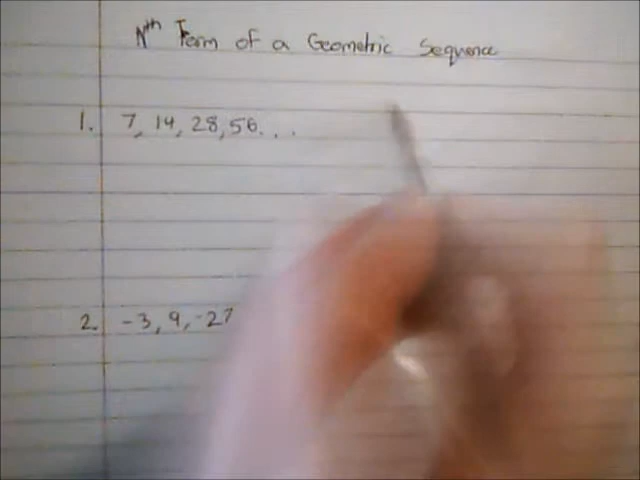 Nth Term of a Geometric Sequence
1. 7, 14, 28, 56...
2. -3, 9, -27